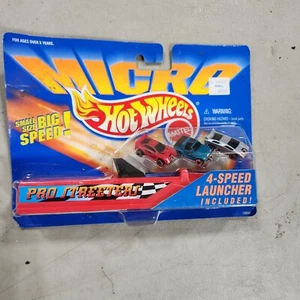 FOR AGES OVER 5 YEARS.
MICRO
Hot Wheels
SMALL
SIZE BIG
SPEED!
MATTEL
WARNING:
PRO STREETERS
4-SPEED
LAUNCHER
INCLUDED!